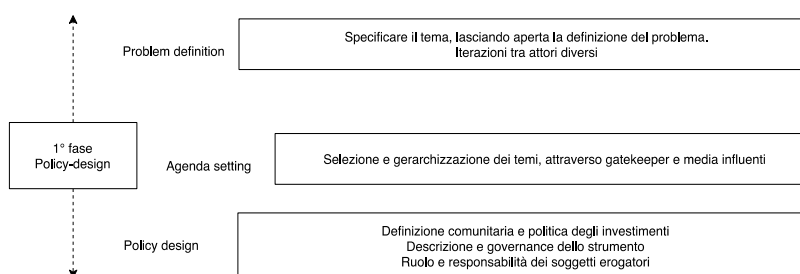 Problem definition
Specificare il tema, lasciando aperta la definizione del problema.
Iterazioni tra attori diversi
1° fase
Policy-design
Agenda setting
Selezione e gerarchizzazione dei temi, attraverso gatekeeper e media influenti
Policy design
Definizione comunitaria e politica degli investimenti
Descrizione e governance dello strumento
Ruolo e responsabilità dei soggetti erogatori